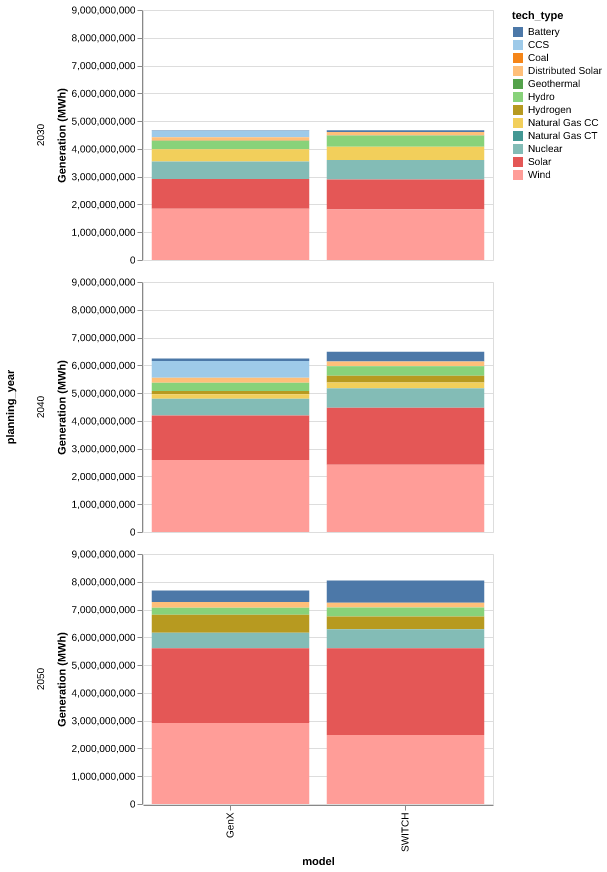 tech_type
Battery
CCS
Coal
Distributed Solar
Geothermal
Hydro
Hydrogen
Natural Gas CC
Natural Gas CT
Nuclear
Solar
Wind
planning_year
2030
Generation (MWh)
9,000,000,000
8,000,000,000
7,000,000,000
6,000,000,000
5,000,000,000
4,000,000,000
3,000,000,000
2,000,000,000
1,000,000,000
0
2040
Generation (MWh)
9,000,000,000
8,000,000,000
7,000,000,000
6,000,000,000
5,000,000,000
4,000,000,000
3,000,000,000
2,000,000,000
1,000,000,000
0
2050
Generation (MWh)
9,000,000,000
8,000,000,000
7,000,000,000
6,000,000,000
5,000,000,000
4,000,000,000
3,000,000,000
2,000,000,000
1,000,000,000
0
GenX
SWITCH
model